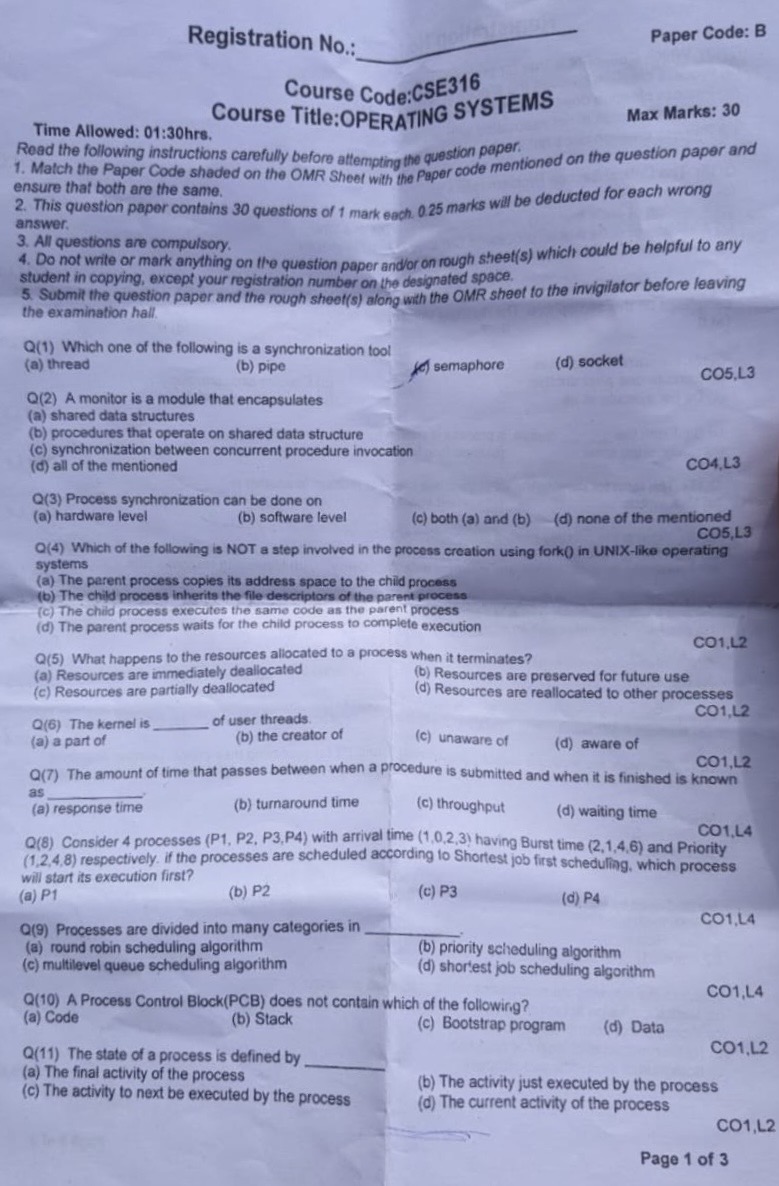 Registration No.:
Paper Code: B
Course Code:CSE316
Course Title:OPERATING SYSTEMS
Time Allowed: 01:30hrs.
Max Marks: 30
Read the following instructions carefully before attempting the question paper.
1. Match the Paper Code shaded on the OMR Sheet with the Paper code mentioned on the question paper and
ensure that both are the same.
2. This question paper contains 30 questions of 1 mark each. 0.25 marks will be deducted for each wrong
answer.
3. All questions are compulsory.
4. Do not write or mark anything on the question paper and/or on rough sheet(s) which could be helpful to any
student in copying, except your registration number on the designated space.
5. Submit the question paper and the rough sheet(s) along with the OMR sheet to the invigilator before leaving
the examination hall.
Q(1) Which one of the following is a synchronization tool
(a) thread (b) pipe (c) semaphore (d) socket
CO5,L3
Q(2) A monitor is a module that encapsulates
(a) shared data structures
(b) procedures that operate on shared data structure
(c) synchronization between concurrent procedure invocation
(d) all of the mentioned
CO4,L3
Q(3) Process synchronization can be done on
(a) hardware level (b) software level (c) both (a) and (b) (d) none of the mentioned
CO5,L3
Q(4) Which of the following is NOT a step involved in the process creation using fork() in UNIX-like operating
systems
(a) The parent process copies its address space to the child process
(b) The child process inherits the file descriptors of the parent process
(c) The child process executes the same code as the parent process
(d) The parent process waits for the child process to complete execution
CO1,L2
Q(5) What happens to the resources allocated to a process when it terminates?
(a) Resources are immediately deallocated (b) Resources are preserved for future use
(c) Resources are partially deallocated (d) Resources are reallocated to other processes
CO1,L2
Q(6) The kernel is _______ of user threads.
(a) a part of (b) the creator of (c) unaware of (d) aware of
CO1,L2
Q(7) The amount of time that passes between when a procedure is submitted and when it is finished is known
as ____________.
(a) response time (b) turnaround time (c) throughput (d) waiting time
CO1,L4
Q(8) Consider 4 processes (P1, P2, P3,P4) with arrival time (1,0,2,3) having Burst time (2,1,4,6) and Priority
(1,2,4,8) respectively. if the processes are scheduled according to Shortest job first scheduling, which process
will start its execution first?
(a) P1 (b) P2 (c) P3 (d) P4
CO1,L4
Q(9) Processes are divided into many categories in ____________.
(a) round robin scheduling algorithm (b) priority scheduling algorithm
(c) multilevel queue scheduling algorithm (d) shortest job scheduling algorithm
CO1,L4
Q(10) A Process Control Block(PCB) does not contain which of the following?
(a) Code (b) Stack (c) Bootstrap program (d) Data
CO1,L2
Q(11) The state of a process is defined by __________
(a) The final activity of the process (b) The activity just executed by the process
(c) The activity to next be executed by the process (d) The current activity of the process
CO1,L2
Page 1 of 3